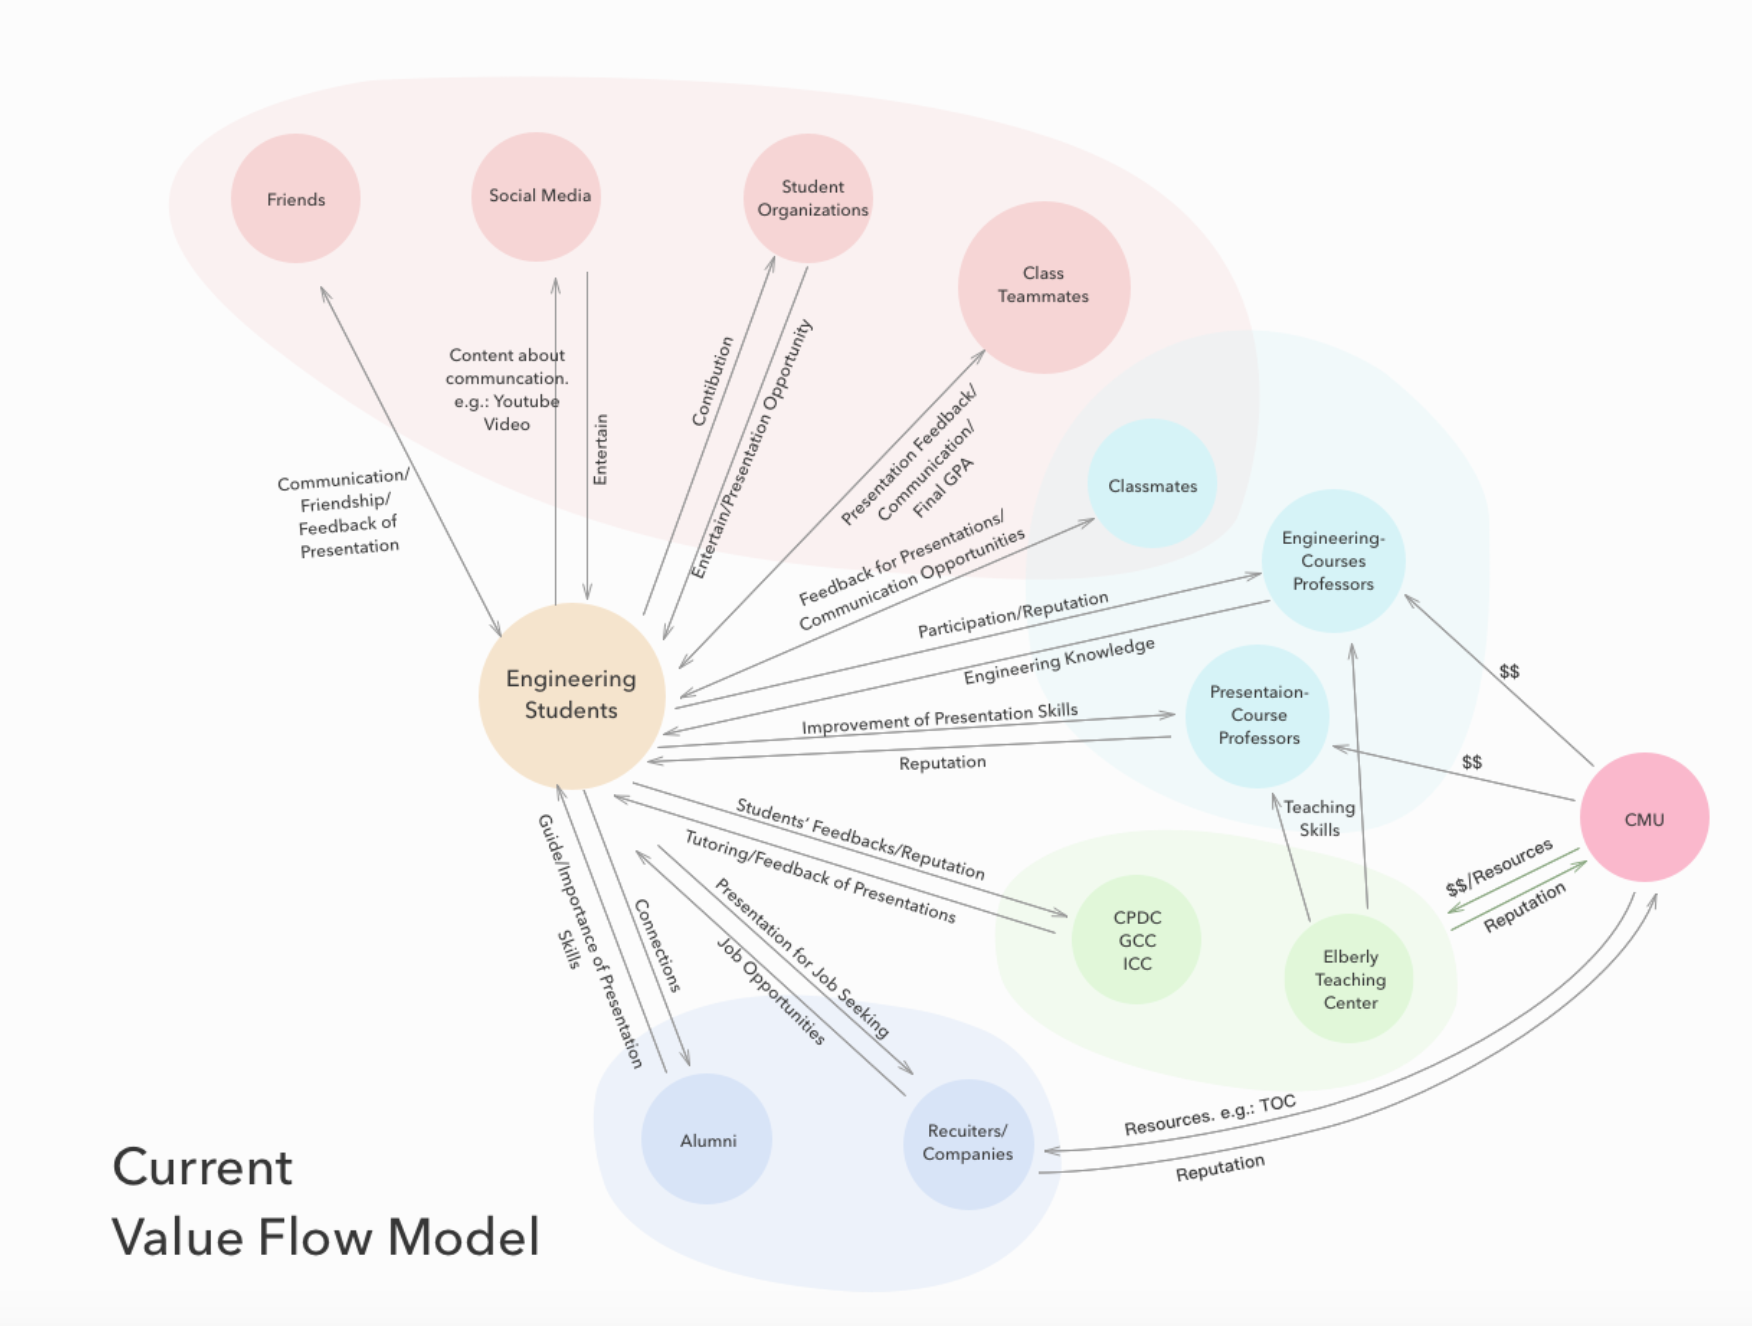 Friends
Social Media
Student
Organizations
Class
Teammates
Content about
communcation.
e.g.: Youtube
Video
Entertain
Contibution
Entertain/Presentation Opportunity
Presentation Feedback/
Communication/
Final GPA
Classmates
Communication/
Friendship/
Feedback of
Presentation
Feedback for Presentations/
Communication Opportunities
Engineering-
Courses
Professors
Participation/Reputation
Engineering Knowledge
Engineering
Students
Presentaion-
Course
Professors
Improvement of Presentation Skills
Reputation
$$
$$
Teaching
Skills
CMU
Students' Feedbacks/Reputation
Tutoring/Feedback of Presentations
$$/Resources
Reputation
CPDC
GCC
ICC
Elberly
Teaching
Center
Guide/Importance of Presentation
Skills
Connections
Presentation for Job Seeking
Job Opportunities
Alumni
Recuiters/
Companies
Resources. e.g.: TOC
Reputation
Current
Value Flow Model